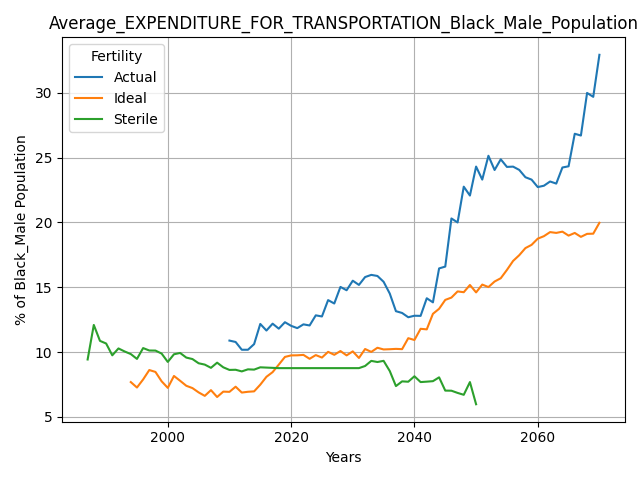 Average_EXPENDITURE_FOR_TRANSPORTATION_Black_Male_Population
Fertility
Actual
Ideal
Sterile
% of Black_Male Population
30
25
20
15
10
5
2000
2020
2040
2060
Years